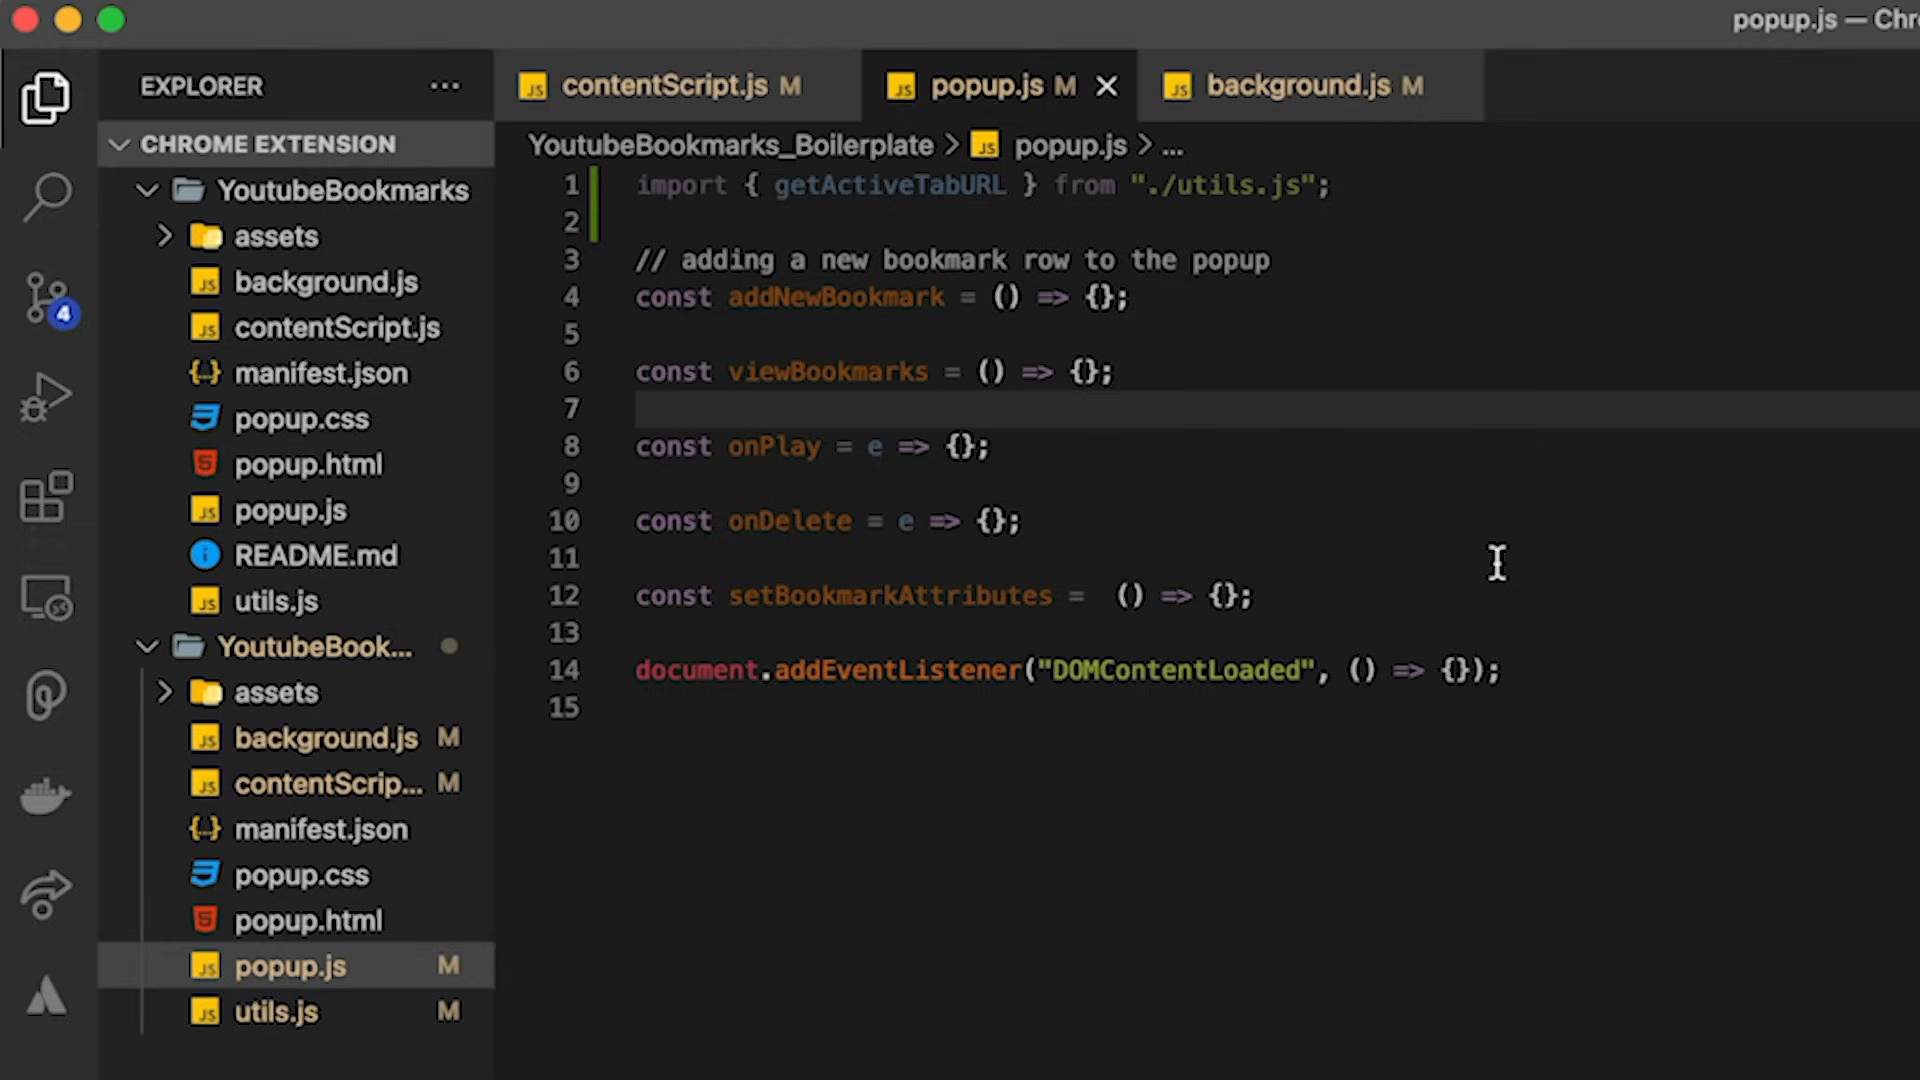 popup.js — Chr
EXPLORER
contentScript.js M
popup.js M
background.js M
CHROME EXTENSION
YoutubeBookmarks_Boilerplate > popup.js > ...
YoutubeBookmarks
assets
background.js
contentScript.js
manifest.json
popup.css
popup.html
popup.js
README.md
utils.js
YoutubeBook...
assets
background.js M
contentScrip... M
manifest.json
popup.css
popup.html
popup.js M
utils.js M
4
1 import { getActiveTabURL } from "./utils.js";
2
3 // adding a new bookmark row to the popup
4 const addNewBookmark = () => {};
5
6 const viewBookmarks = () => {};
7
8 const onPlay = e => {};
9
10 const onDelete = e => {};
11
12 const setBookmarkAttributes =  () => {};
13
14 document.addEventListener("DOMContentLoaded", () => {});
15